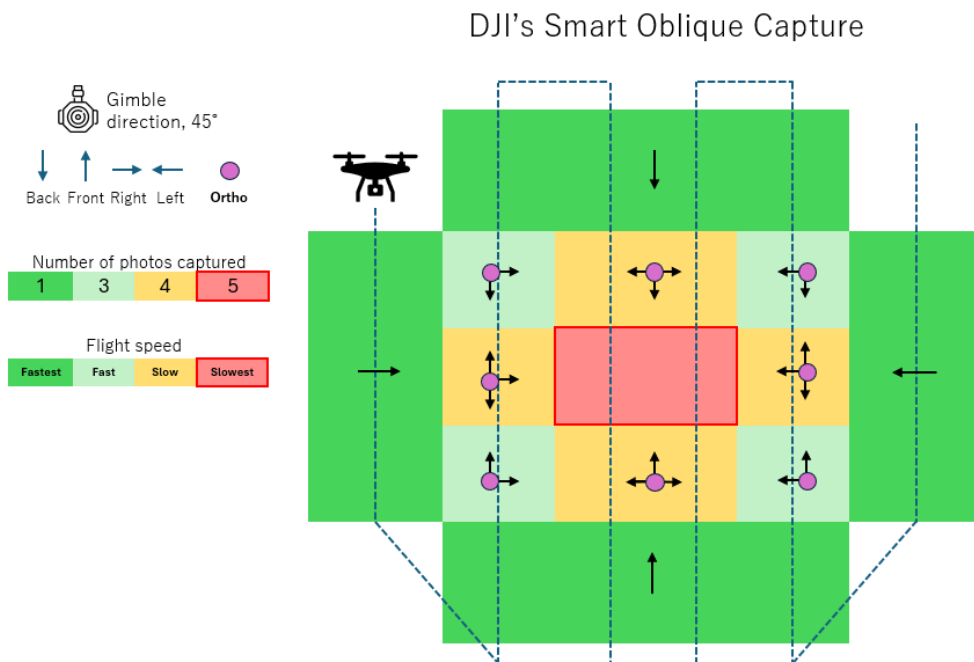 DJI's Smart Oblique Capture
Gimble
direction, 45°
Back Front Right Left Ortho
Number of photos captured
1 3 4 5
Flight speed
Fastest Fast Slow Slowest